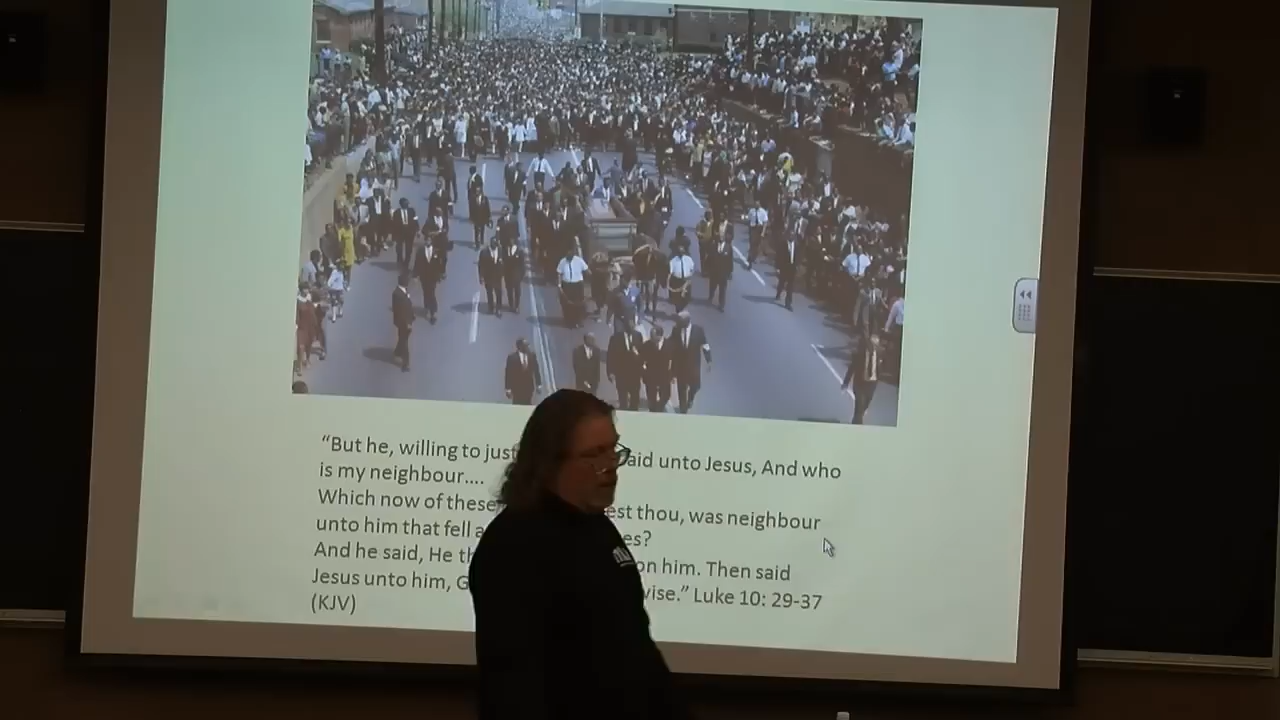 “But he, willing to just aid unto Jesus, And who
is my neighbour....
Which now of these est thou, was neighbour
unto him that fell a es?
And he said, He th on him. Then said
Jesus unto him, G vise.” Luke 10: 29-37
(KJV)